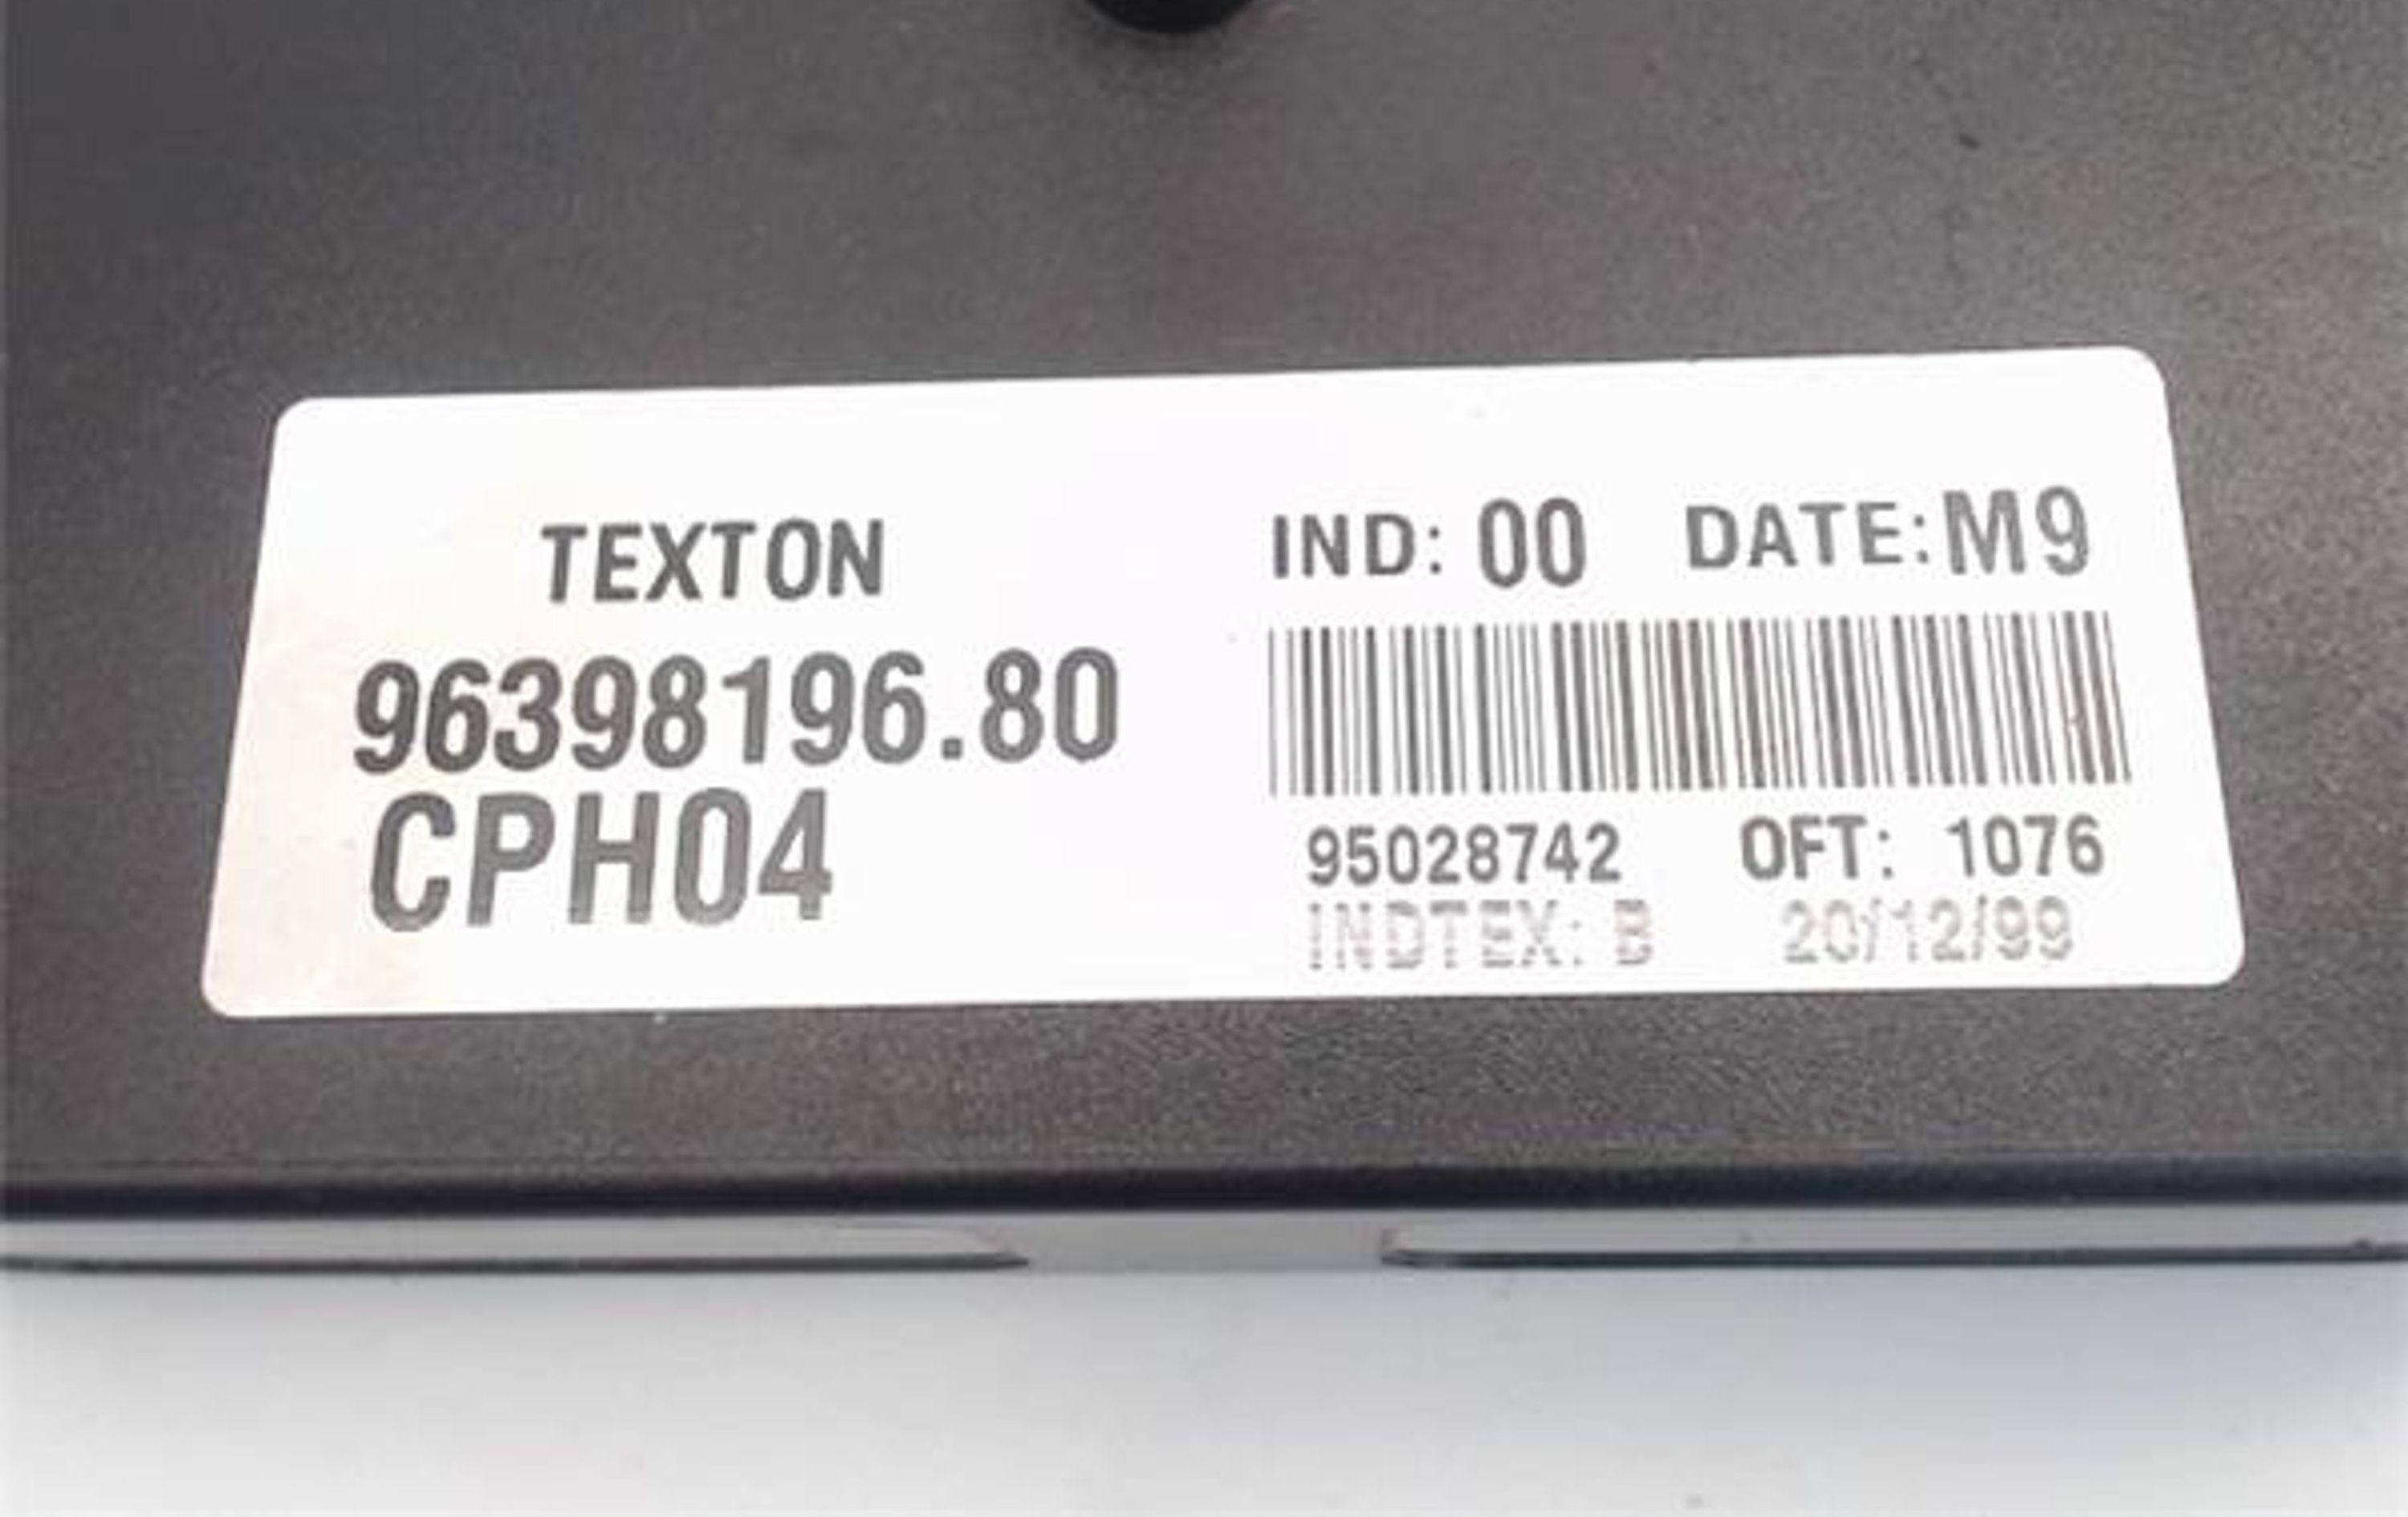 TEXTON
96398196.80
CPH04
IND: 00 DATE: M9
95028742 OFT: 1076
INDTEX: B 20/12/99